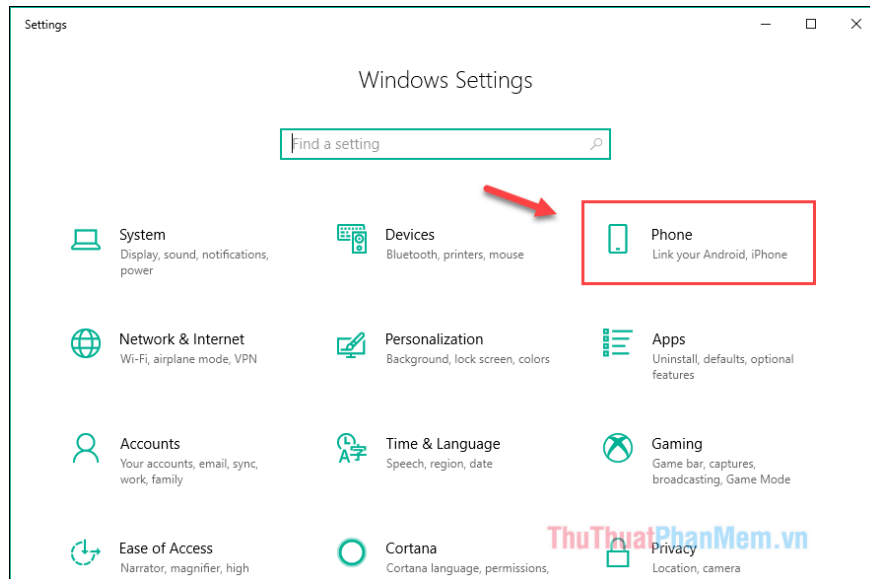 Settings
Windows Settings
Find a setting
System
Display, sound, notifications,
power
Devices
Bluetooth, printers, mouse
Phone
Link your Android, iPhone
Network & Internet
Wi-Fi, airplane mode, VPN
Personalization
Background, lock screen, colors
Apps
Uninstall, defaults, optional
features
Accounts
Your accounts, email, sync,
work, family
Time & Language
Speech, region, date
Gaming
Game bar, captures,
broadcasting, Game Mode
Ease of Access
Narrator, magnifier, high
Cortana
Cortana language, permissions,
Privacy
Location, camera
ThuThuatPhanMem.vn